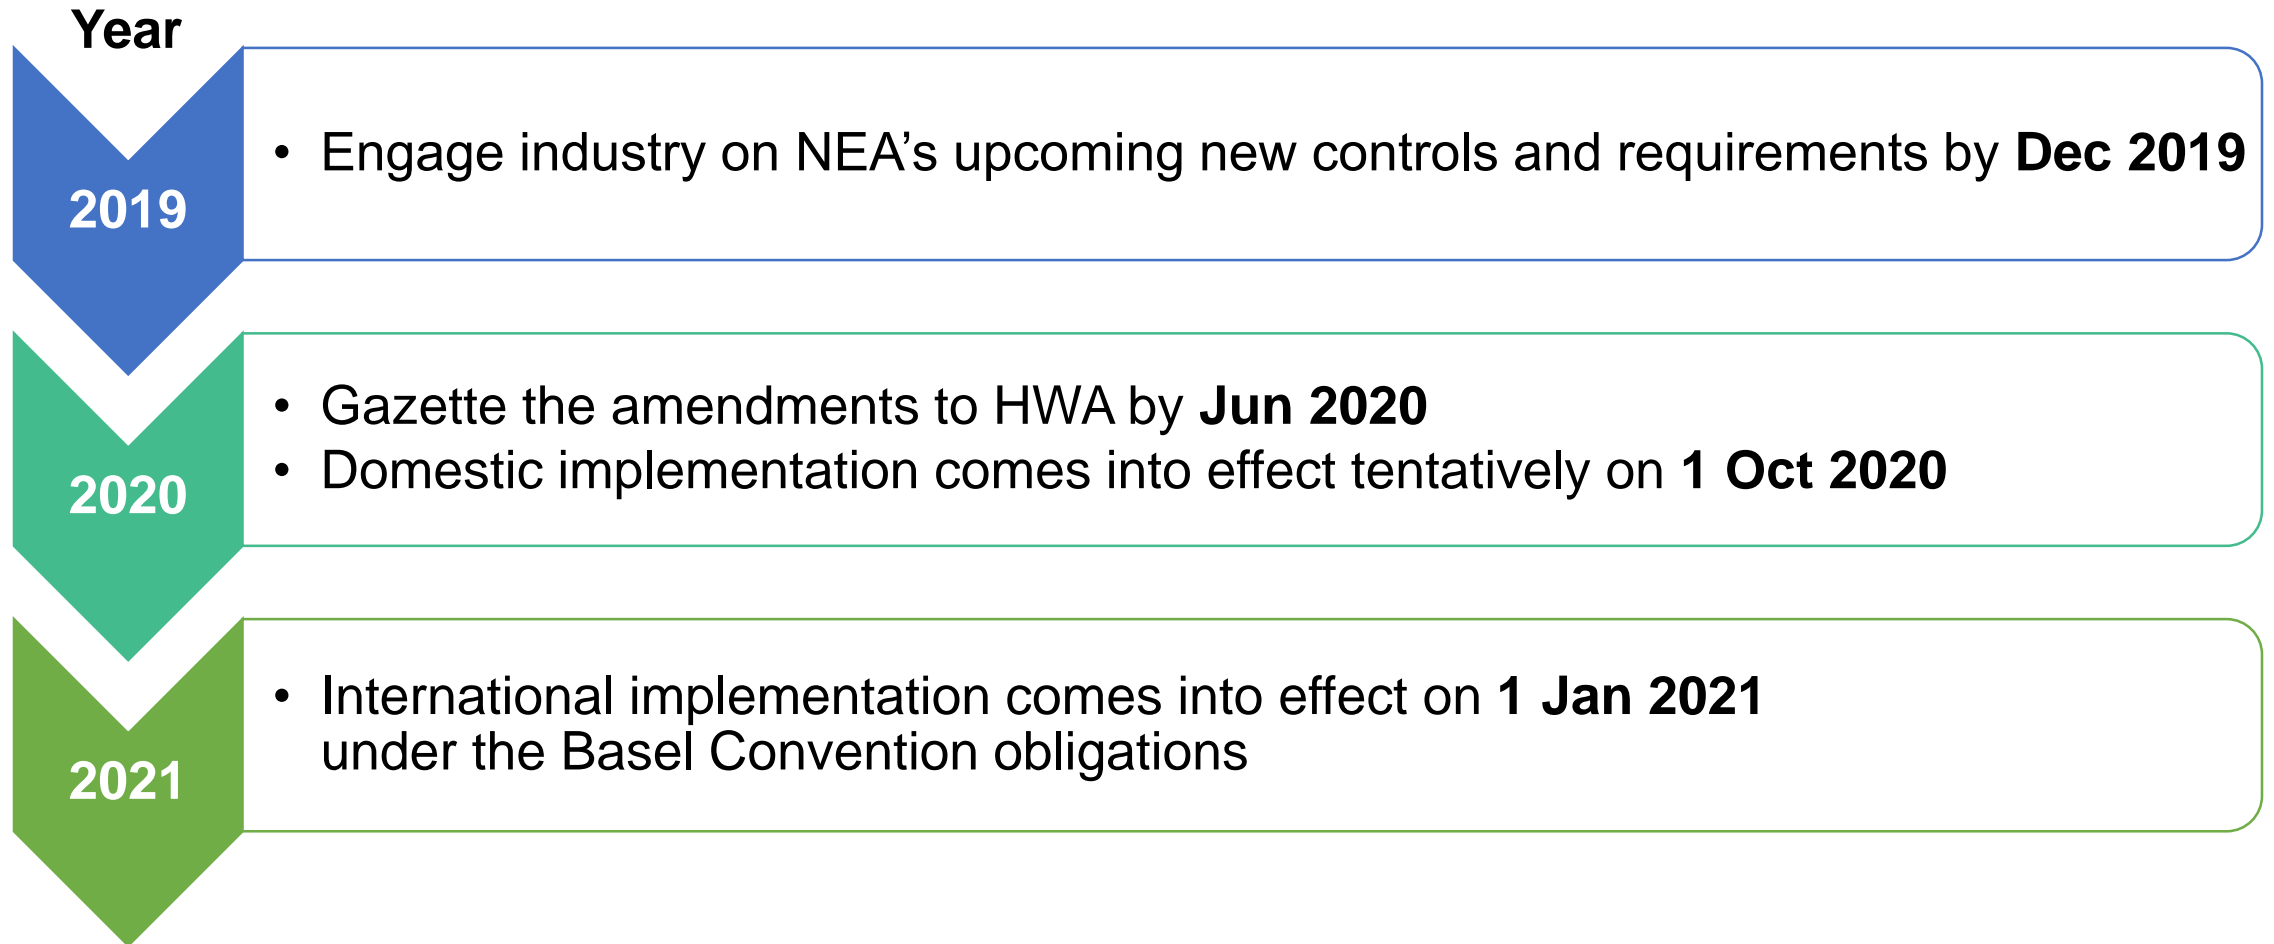 Year
2019
• Engage industry on NEA’s upcoming new controls and requirements by Dec 2019
2020
• Gazette the amendments to HWA by Jun 2020
• Domestic implementation comes into effect tentatively on 1 Oct 2020
2021
• International implementation comes into effect on 1 Jan 2021
under the Basel Convention obligations